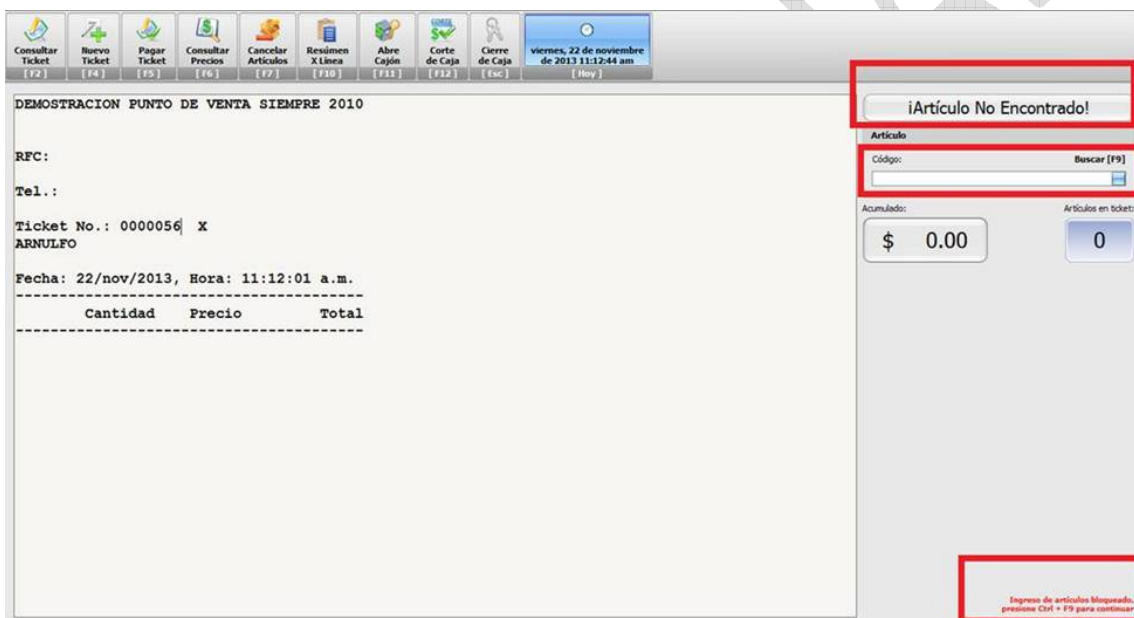 Consultar Ticket [F2]
Nuevo Ticket [F4]
Pagar Ticket [F5]
Consultar Precios [F6]
Cancelar Artículos [F7]
Resúmen X Linea [F10]
Abre Cajón [F11]
Corte de Caja [F12]
Cierre de Caja [Esc]
viernes, 22 de noviembre
de 2013 11:12:44 am
[Hoy]
DEMOSTRACION PUNTO DE VENTA SIEMPRE 2010
RFC:
Tel.:
Ticket No.: 0000056 X
ARNULFO
Fecha: 22/nov/2013, Hora: 11:12:01 a.m.
Cantidad Precio Total
¡Artículo No Encontrado!
Artículo
Código: Buscar [F9]
Acumulado: Artículos en ticket:
$ 0.00 0
Ingreso de artículos bloqueado,
presione Ctrl + F9 para continuar